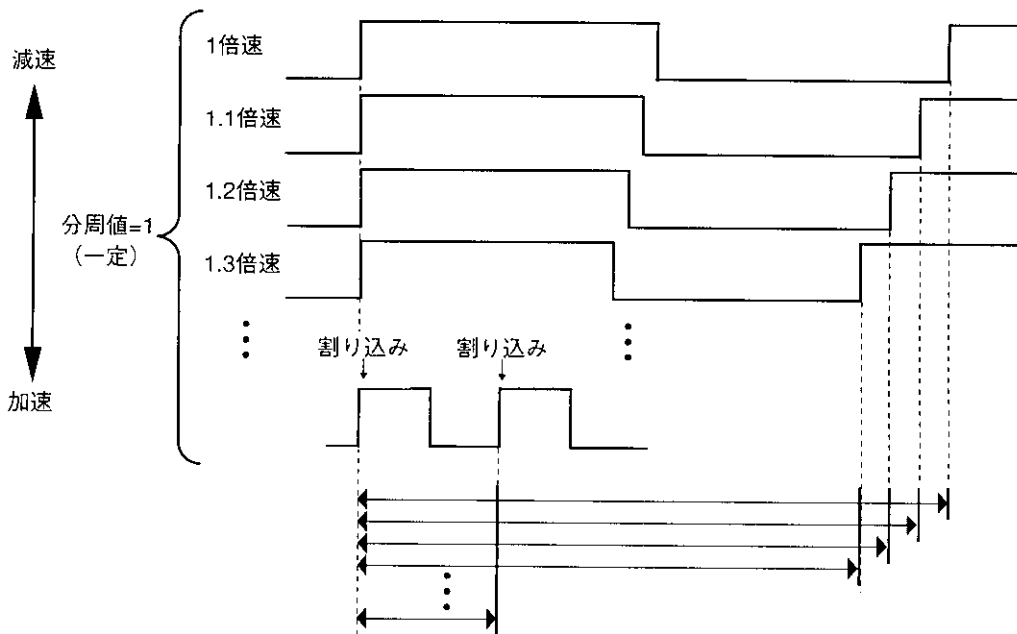 減速
加速
分周値=1
(一定)
1倍速
1.1倍速
1.2倍速
1.3倍速
割り込み
割り込み